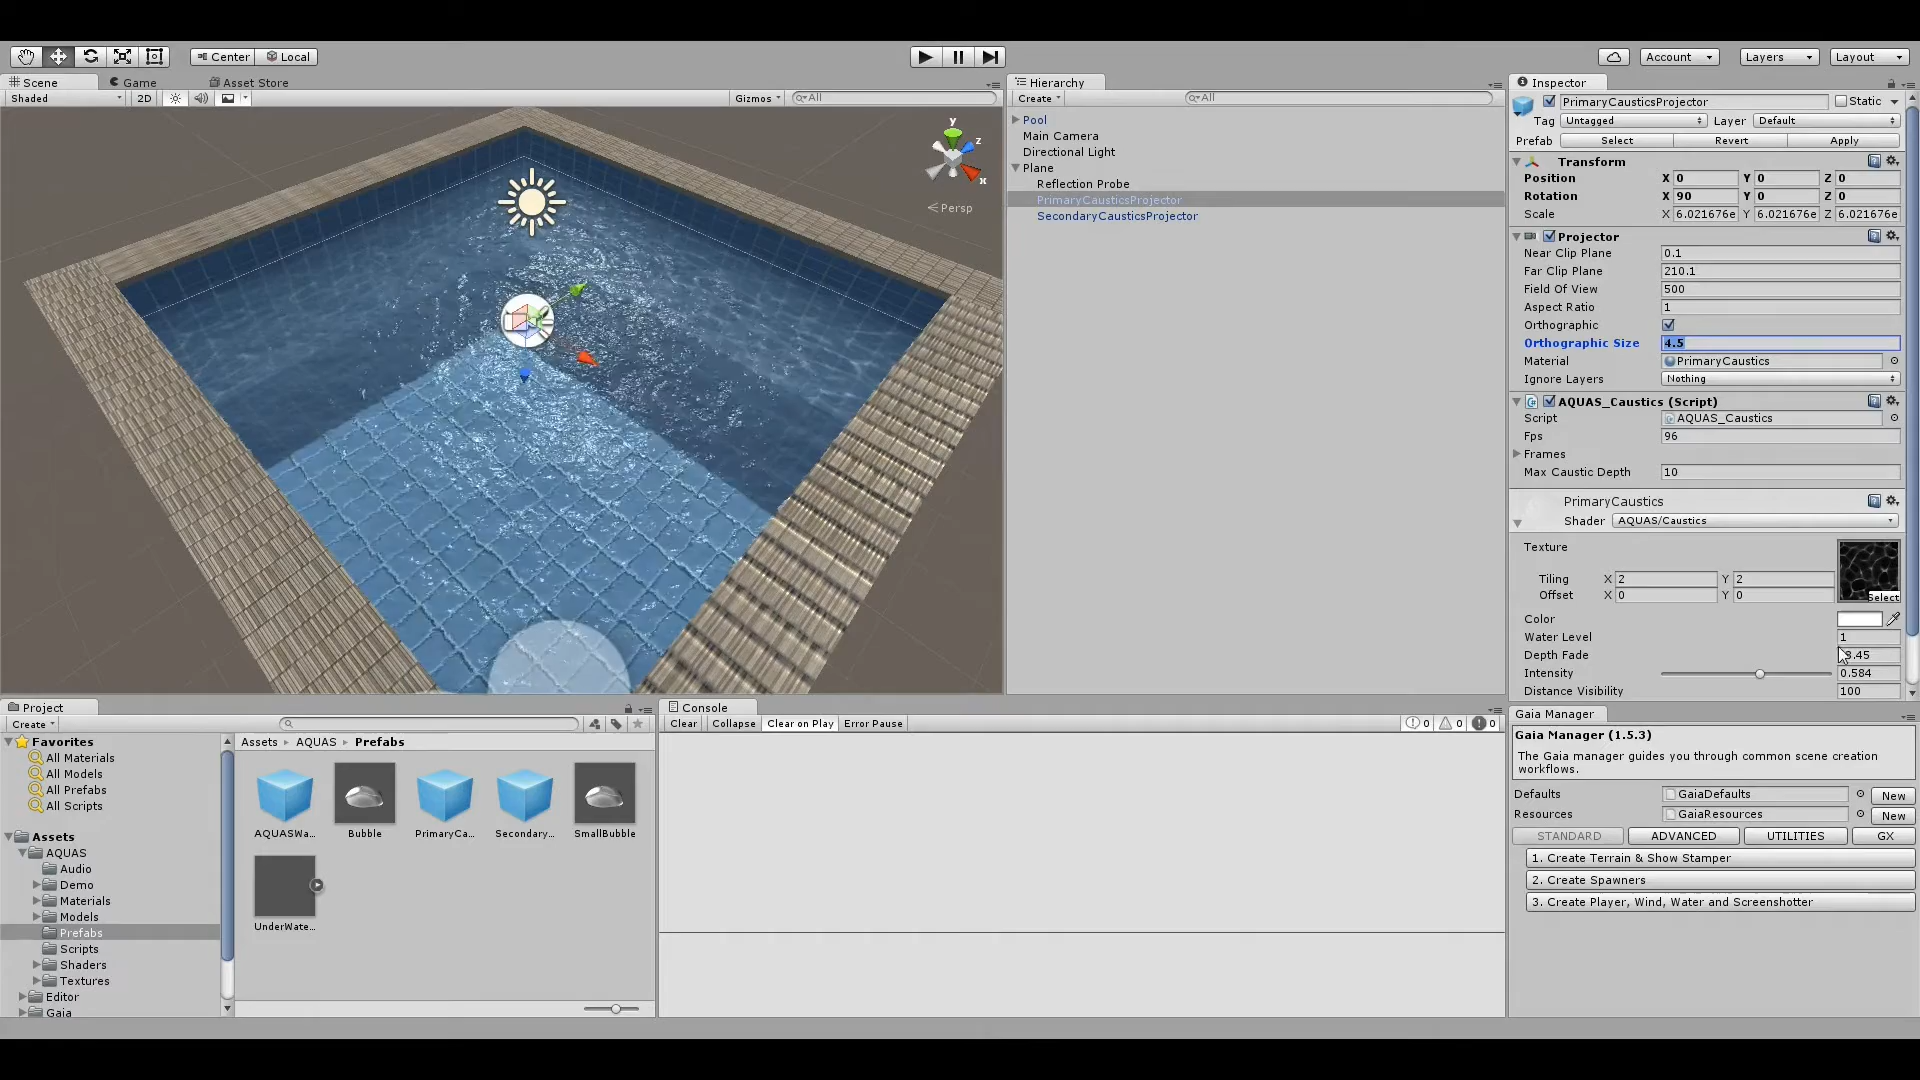 Center Local Account Layers Layout
Scene Game Asset Store
Shaded 2D Gizmos All
y
z
x
Persp
Hierarchy
Create All
Pool
Main Camera
Directional Light
Plane
Reflection Probe
PrimaryCausticsProjector
SecondaryCausticsProjector
Inspector
PrimaryCausticsProjector Static
Tag Untagged Layer Default
Prefab Select Revert Apply
Transform
Position X 0 Y 0 Z 0
Rotation X 90 Y 0 Z 0
Scale X 6.021676e Y 6.021676e Z 6.021676e
Projector
Near Clip Plane 0.1
Far Clip Plane 210.1
Field Of View 500
Aspect Ratio 1
Orthographic
Orthographic Size 4.5
Material PrimaryCaustics
Ignore Layers Nothing
AQUAS_Caustics (Script)
Script AQUAS_Caustics
Fps 96
Frames
Max Caustic Depth 10
PrimaryCaustics
Shader AQUAS/Caustics
Texture
Tiling X 2 Y 2
Offset X 0 Y 0
Select
Color
Water Level 1
Depth Fade .45
Intensity 0.584
Distance Visibility 100
Project
Create
Favorites
All Materials
All Models
All Prefabs
All Scripts
Assets
AQUAS
Audio
Demo
Materials
Models
Prefabs
Scripts
Shaders
Textures
Editor
Gaia
Assets AQUAS Prefabs
AQUASWa... Bubble PrimaryCa... Secondary... SmallBubble
UnderWate...
Console
Clear Collapse Clear on Play Error Pause 0 0 0
Gaia Manager
Gaia Manager (1.5.3)
The Gaia manager guides you through common scene creation
workflows.
Defaults GaiaDefaults New
Resources GaiaResources New
STANDARD ADVANCED UTILITIES GX
1. Create Terrain & Show Stamper
2. Create Spawners
3. Create Player, Wind, Water and Screenshotter